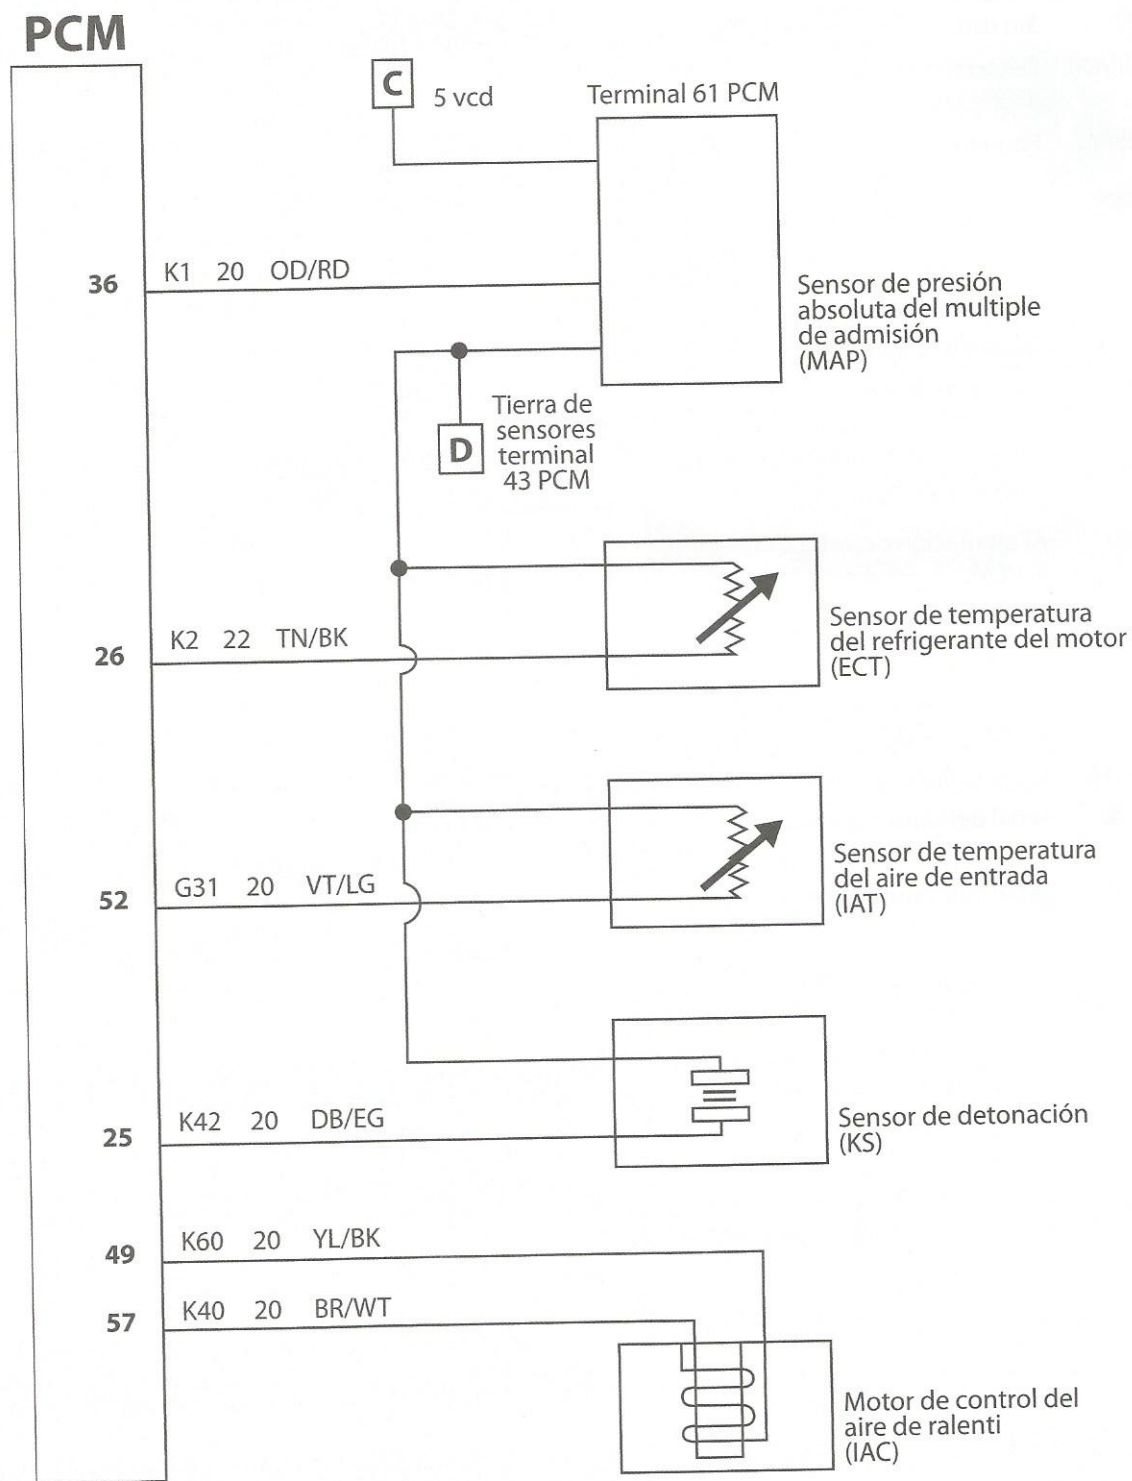 PCM
C
5 vcd
Terminal 61 PCM
36
K1 20 OD/RD
Sensor de presión
absoluta del multiple
de admisión
(MAP)
Tierra de
sensores
terminal
43 PCM
D
26
K2 22 TN/BK
Sensor de temperatura
del refrigerante del motor
(ECT)
52
G31 20 VT/LG
Sensor de temperatura
del aire de entrada
(IAT)
25
K42 20 DB/EG
Sensor de detonación
(KS)
49
K60 20 YL/BK
57
K40 20 BR/WT
Motor de control del
aire de ralenti
(IAC)